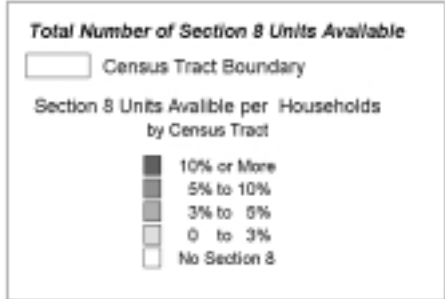 Total Number of Section 8 Units Available
Census Tract Boundary
Section 8 Units Avalible per Households
by Census Tract
10% or More
5% to 10%
3% to 5%
0 to 3%
No Section 8